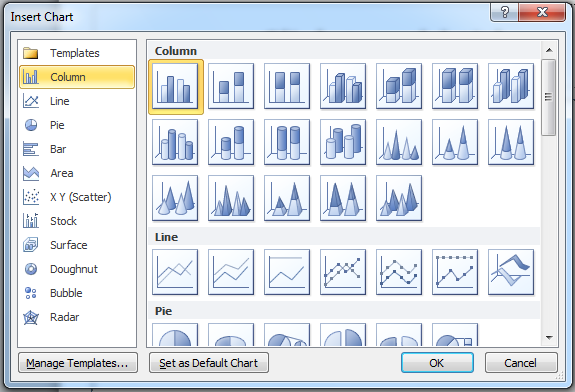 Insert Chart
Templates
Column
Line
Pie
Bar
Area
X Y (Scatter)
Stock
Surface
Doughnut
Bubble
Radar
Column
Line
Pie
Manage Templates...
Set as Default Chart
OK
Cancel